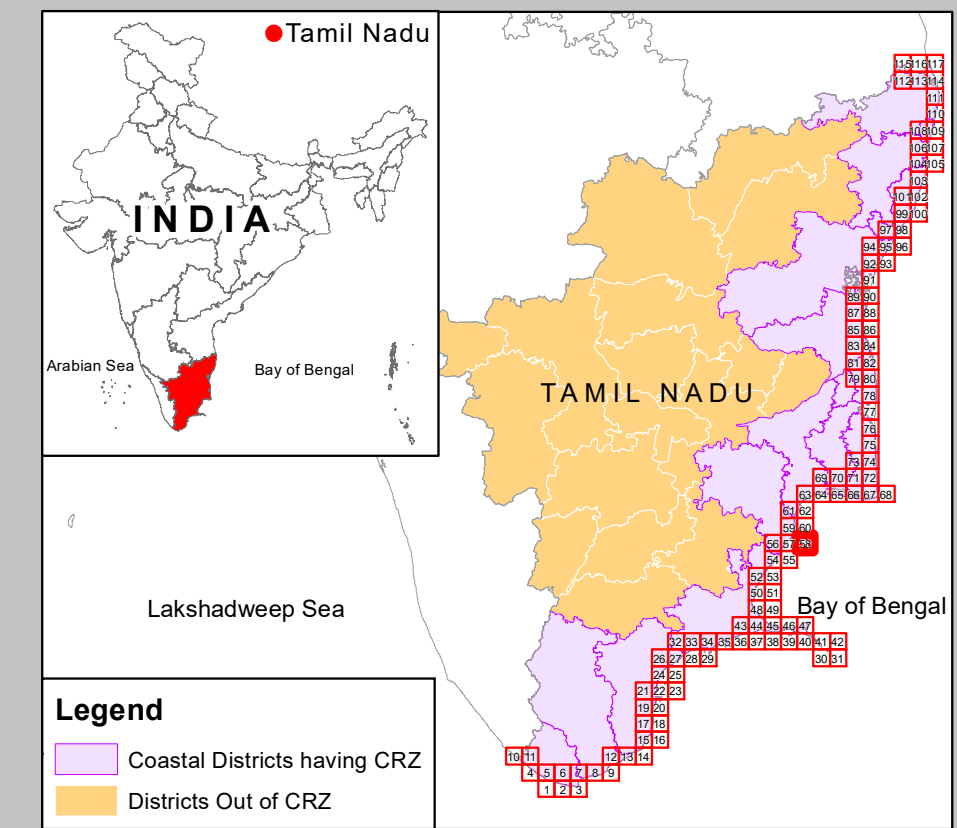 Tamil Nadu
INDIA
Arabian Sea
Bay of Bengal
115 116 117
112 113 114
111
110
108 109
106 107
104 105
103
101 102
99 100
97 98
94 95 96
92 93
91
89 90
87 88
85 86
83 84
81 82
79 80
TAMIL NADU
78
77
76
75
73 74
69 70 71 72
63 64 65 66 67 68
61 62
59 60
56 57 58
54 55
52 53
50 51
48 49
Lakshadweep Sea
Bay of Bengal
43 44 45 46 47
32 33 34 35 36 37 38 39 40 41 42
26 27 28 29
30 31
24 25
21 22 23
19 20
17 18
15 16
10 11
12 13 14
4 5 6 7 8 9
1 2 3
Legend
Coastal Districts having CRZ
Districts Out of CRZ